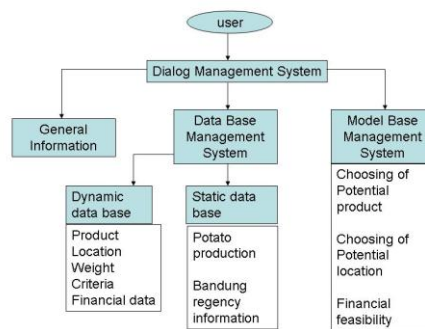 user
Dialog Management System
General
Information
Data Base
Management
System
Model Base
Management
System
Dynamic
data base
Product
Location
Weight
Criteria
Financial data
Static data
base
Potato
production
Bandung
regency
information
Choosing of
Potential
product
Choosing of
Potential
location
Financial
feasibility